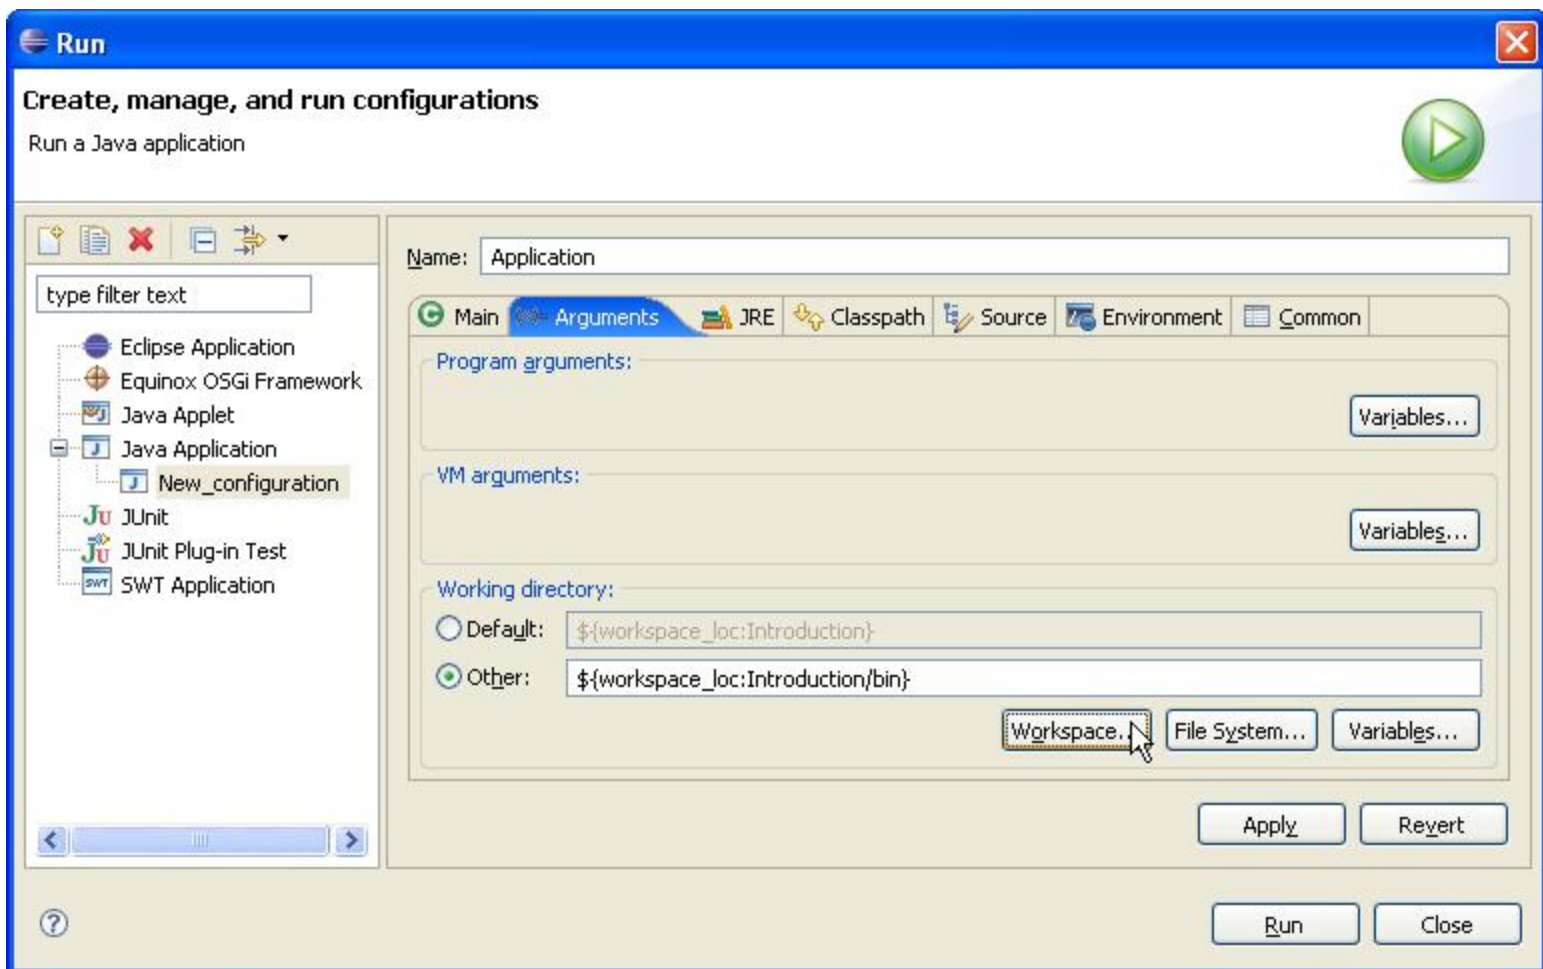 Run
Create, manage, and run configurations
Run a Java application
type filter text
Eclipse Application
Equinox OSGi Framework
Java Applet
Java Application
New_configuration
JUnit
JUnit Plug-in Test
SWT Application
Name: Application
Main Arguments JRE Classpath Source Environment Common
Program arguments:
Variables...
VM arguments:
Variables...
Working directory:
Default: ${workspace_loc:Introduction}
Other: ${workspace_loc:Introduction/bin}
Workspace... File System... Variables...
Apply Revert
Run Close